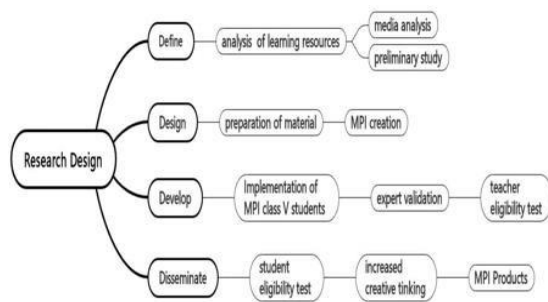 Research Design
Define
analysis of learning resources
media analysis
preliminary study
Design
preparation of material
MPI creation
Develop
Implementation of
MPI class V students
expert validation
teacher
eligibility test
Disseminate
student
eligibility test
increased
creative tinking
MPI Products